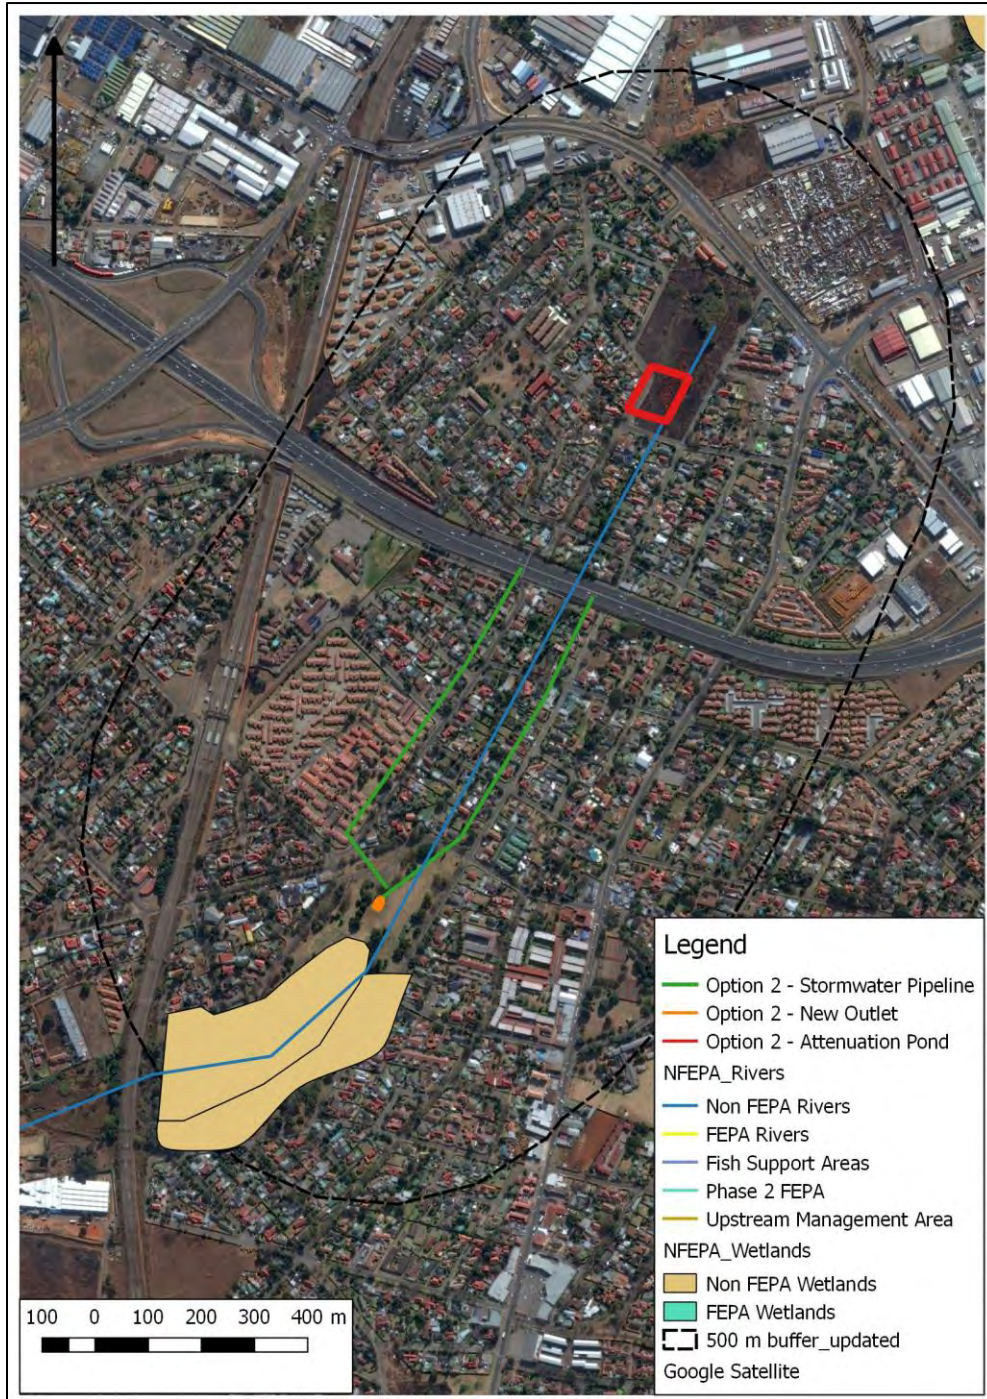 Legend
Option 2 - Stormwater Pipeline
Option 2 - New Outlet
Option 2 - Attenuation Pond
NFEPA_Rivers
Non FEPA Rivers
FEPA Rivers
Fish Support Areas
Phase 2 FEPA
Upstream Management Area
NFEPA_Wetlands
Non FEPA Wetlands
FEPA Wetlands
500 m buffer_updated
Google Satellite
100 0 100 200 300 400 m